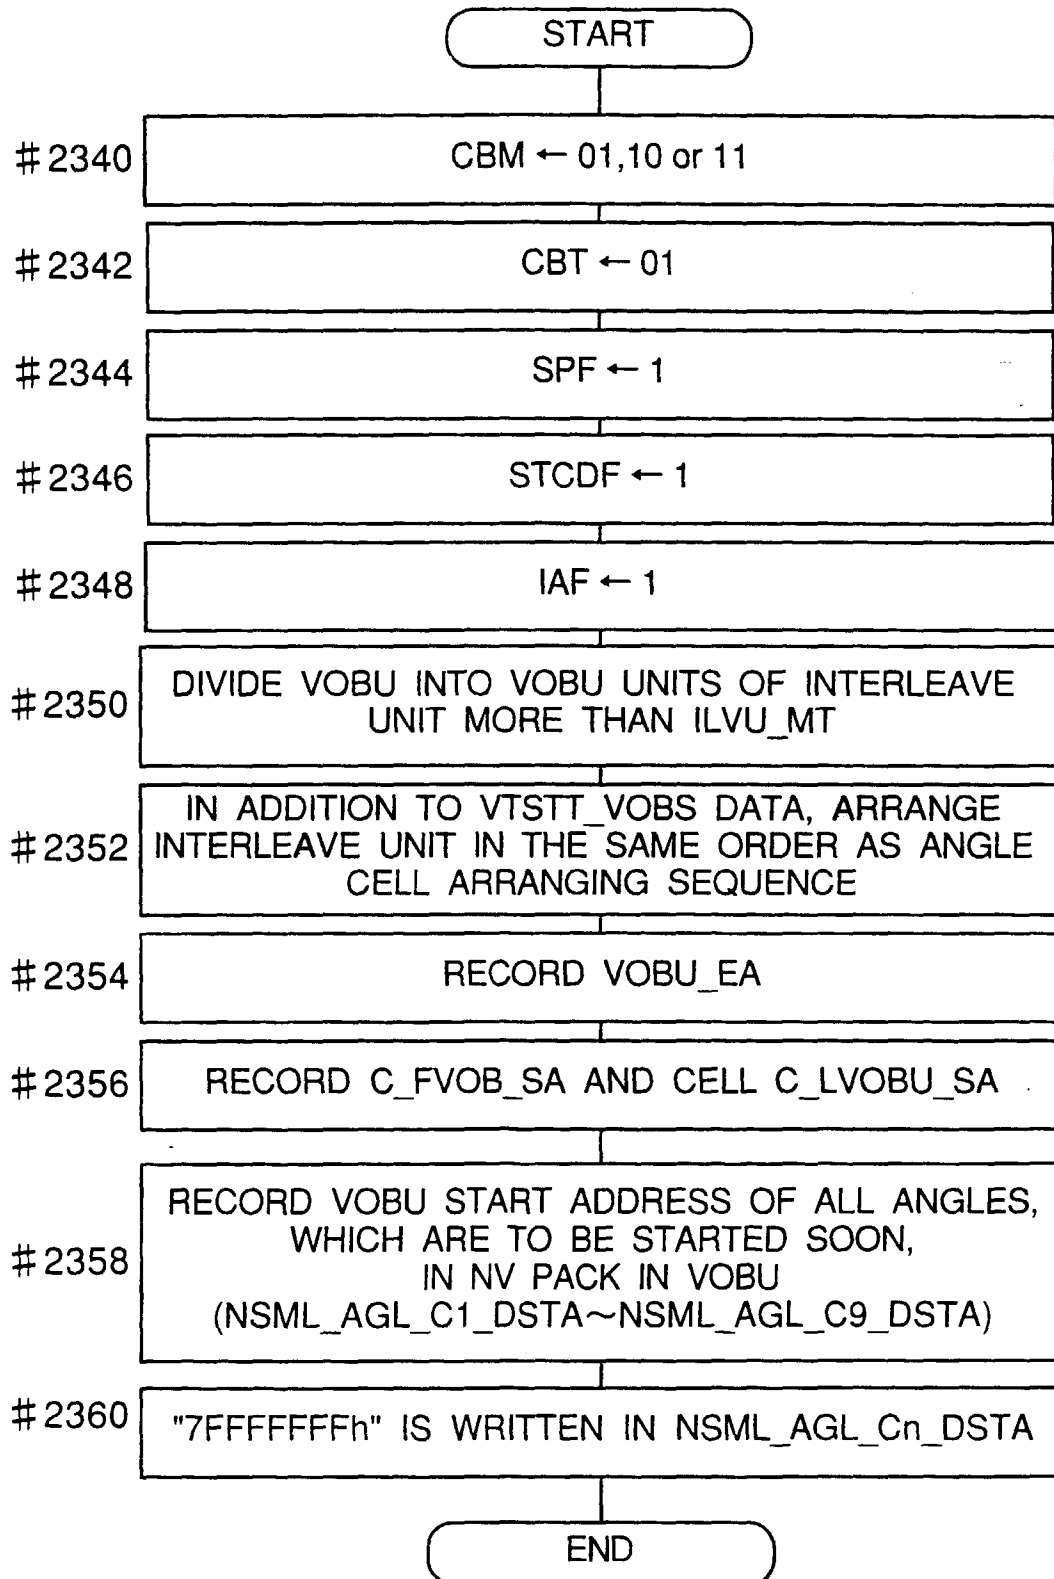 START
#2340 CBM ← 01,10 or 11
#2342 CBT ← 01
#2344 SPF ← 1
#2346 STCDF ← 1
#2348 IAF ← 1
#2350 DIVIDE VOBU INTO VOBU UNITS OF INTERLEAVE
UNIT MORE THAN ILVU_MT
#2352 IN ADDITION TO VTSTT_VOBS DATA, ARRANGE
INTERLEAVE UNIT IN THE SAME ORDER AS ANGLE
CELL ARRANGING SEQUENCE
#2354 RECORD VOBU_EA
#2356 RECORD C_FVOB_SA AND CELL C_LVOBU_SA
#2358 RECORD VOBU START ADDRESS OF ALL ANGLES,
WHICH ARE TO BE STARTED SOON,
IN NV PACK IN VOBU
(NSML_AGL_C1_DSTA~NSML_AGL_C9_DSTA)
#2360 "7FFFFFFFh" IS WRITTEN IN NSML_AGL_Cn_DSTA
END